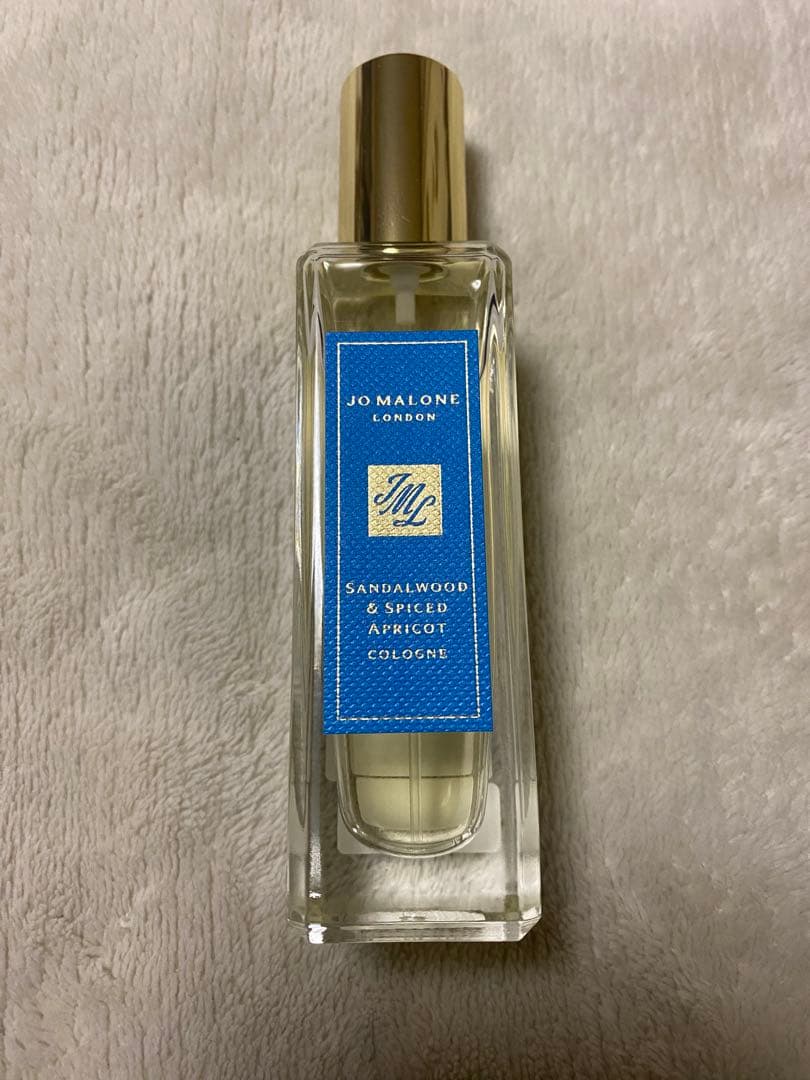 JO MALONE
LONDON
JML
SANDALWOOD
& SPICED
APRICOT
COLOGNE